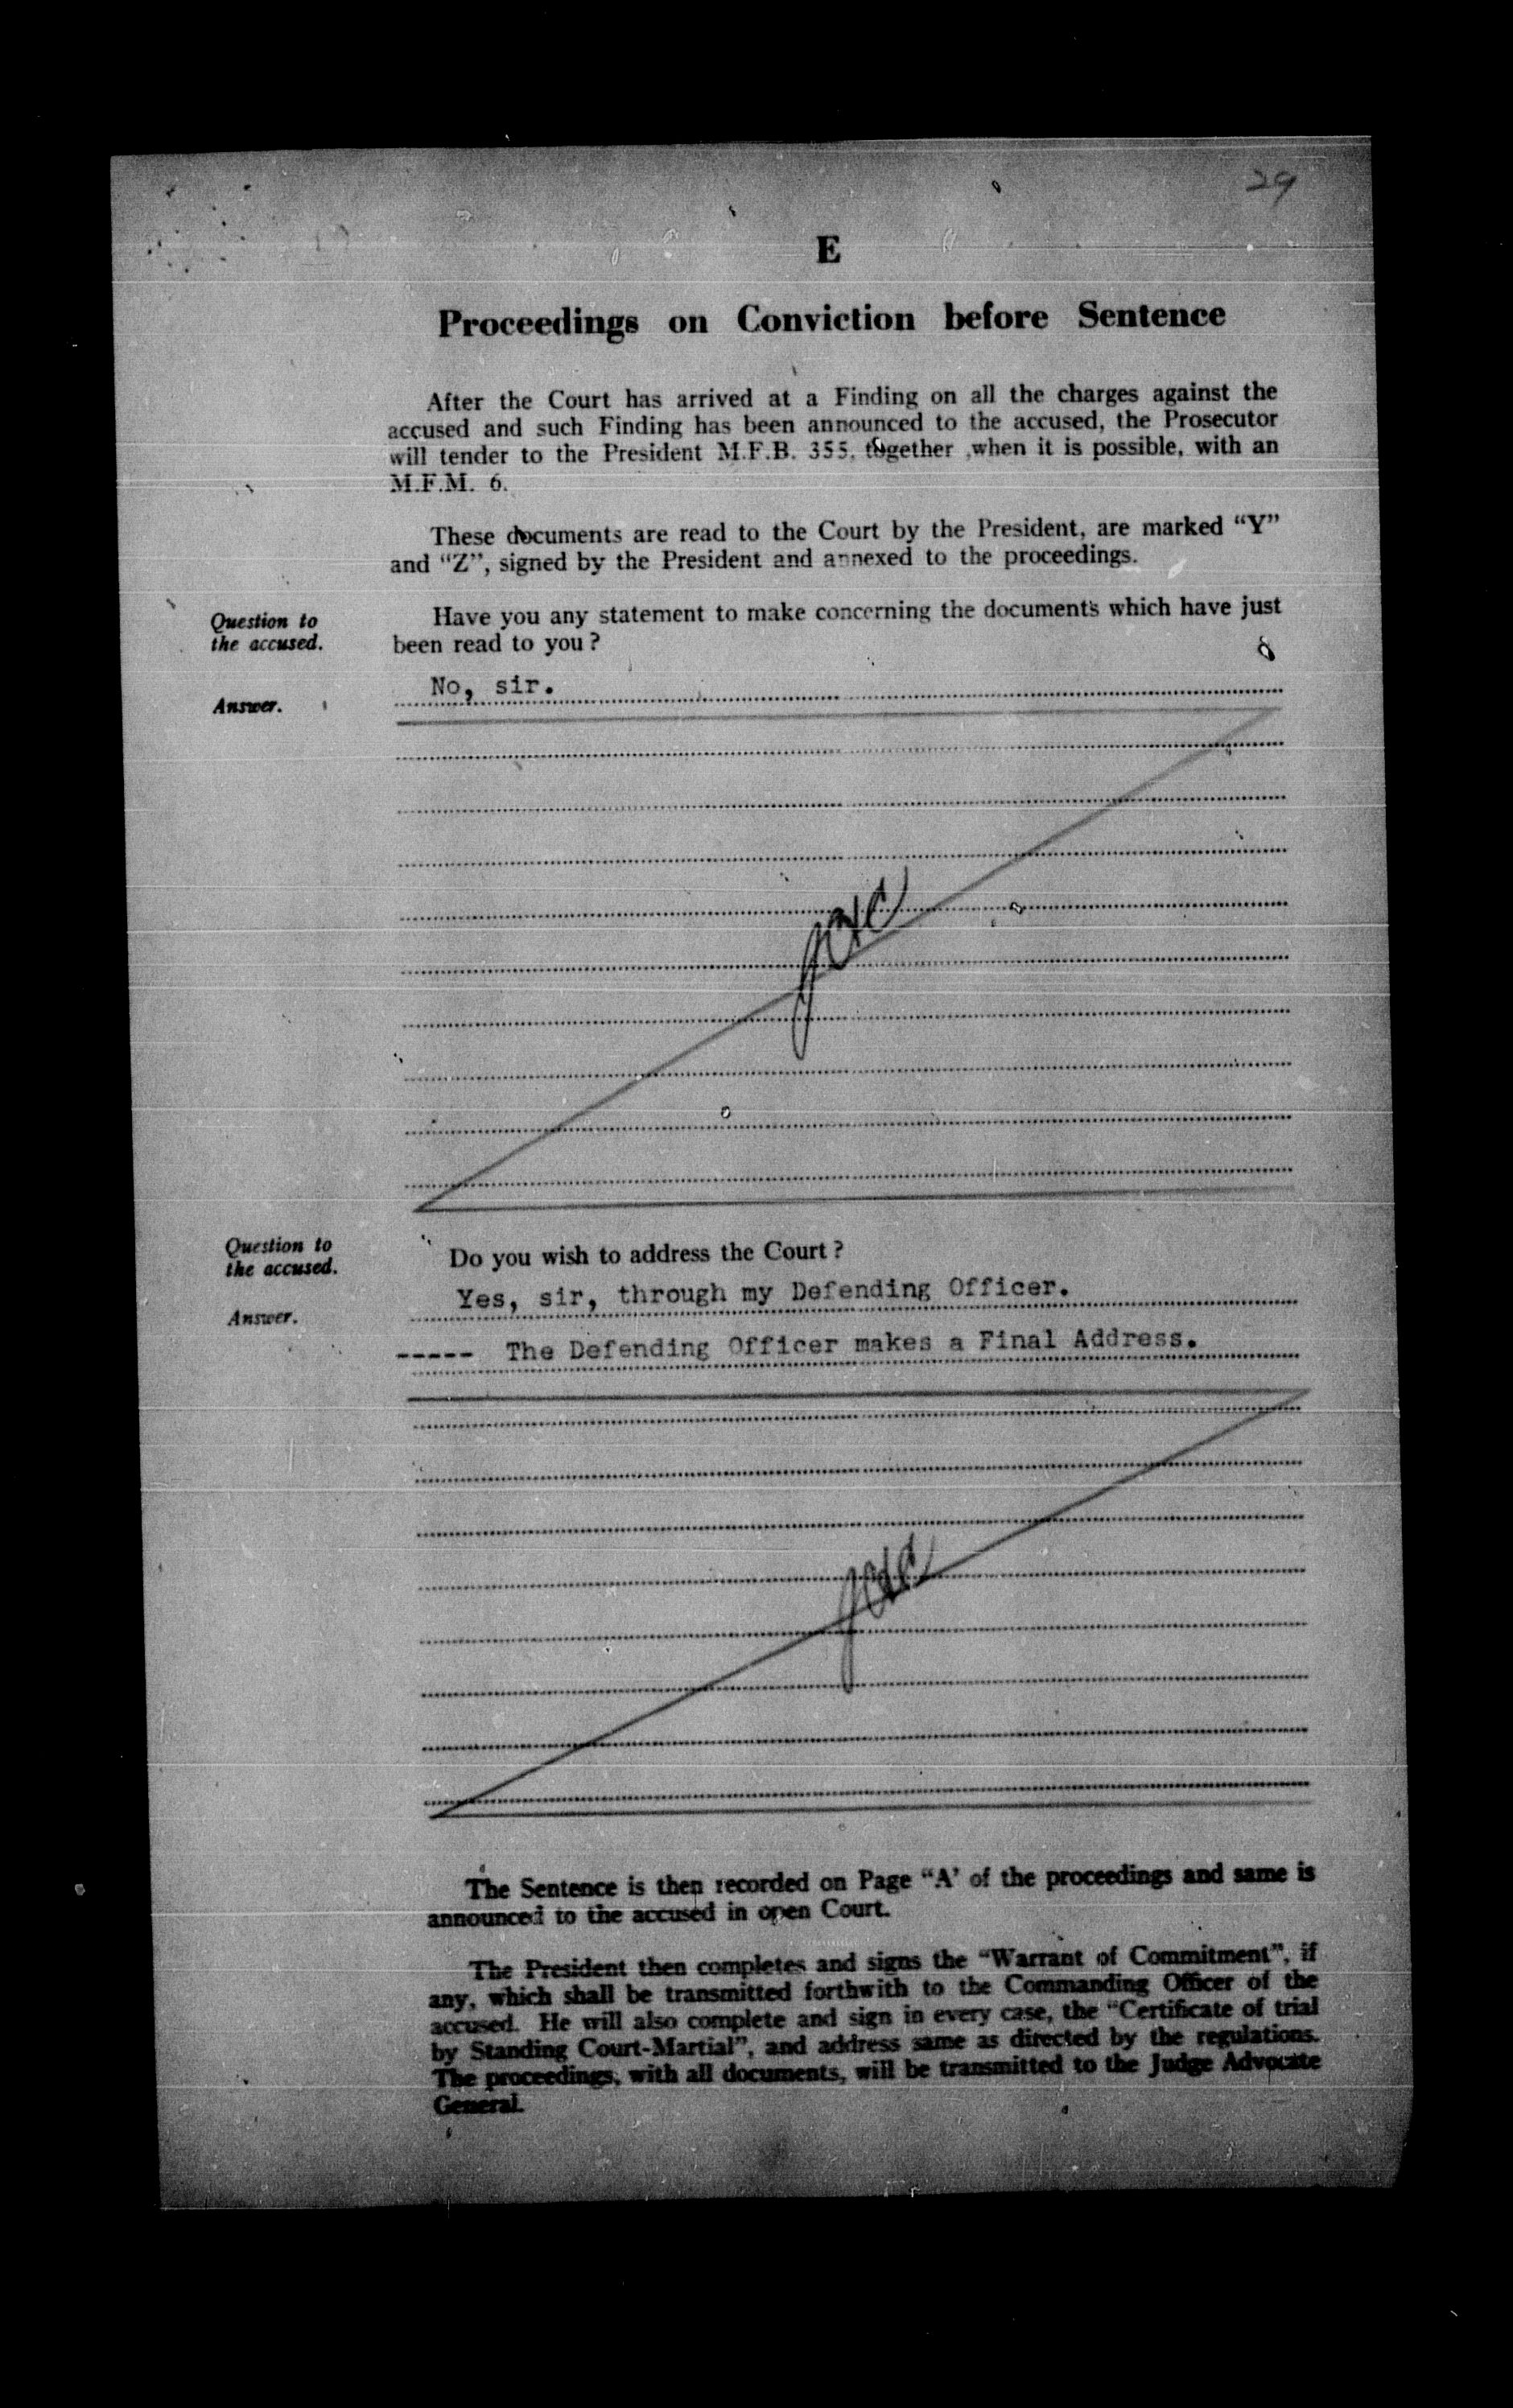 29
E
Proceedings on Conviction before Sentence
After the Court has arrived at a Finding on all the charges against the
accused and such Finding has been announced to the accused, the Prosecutor
will tender to the President M.F.B. 355, together ,when it is possible, with an
M.F.M. 6.
These documents are read to the Court by the President, are marked “Y”
and “Z”, signed by the President and annexed to the proceedings.
Question to
the accused.
Have you any statement to make concerning the documents which have just
been read to you?
Answer.
No, sir.
Question to
the accused.
Do you wish to address the Court?
Answer.
Yes, sir, through my Defending Officer.
----- The Defending Officer makes a Final Address.
The Sentence is then recorded on Page “A’ of the proceedings and same is
announced to the accused in open Court.
The President then completes and signs the “Warrant of Commitment”, if
any, which shall be transmitted forthwith to the Commanding Officer of the
accused. He will also complete and sign in every case, the “Certificate of trial
by Standing Court-Martial”, and address same as directed by the regulations.
The proceedings, with all documents, will be transmitted to the Judge Advocate
General.